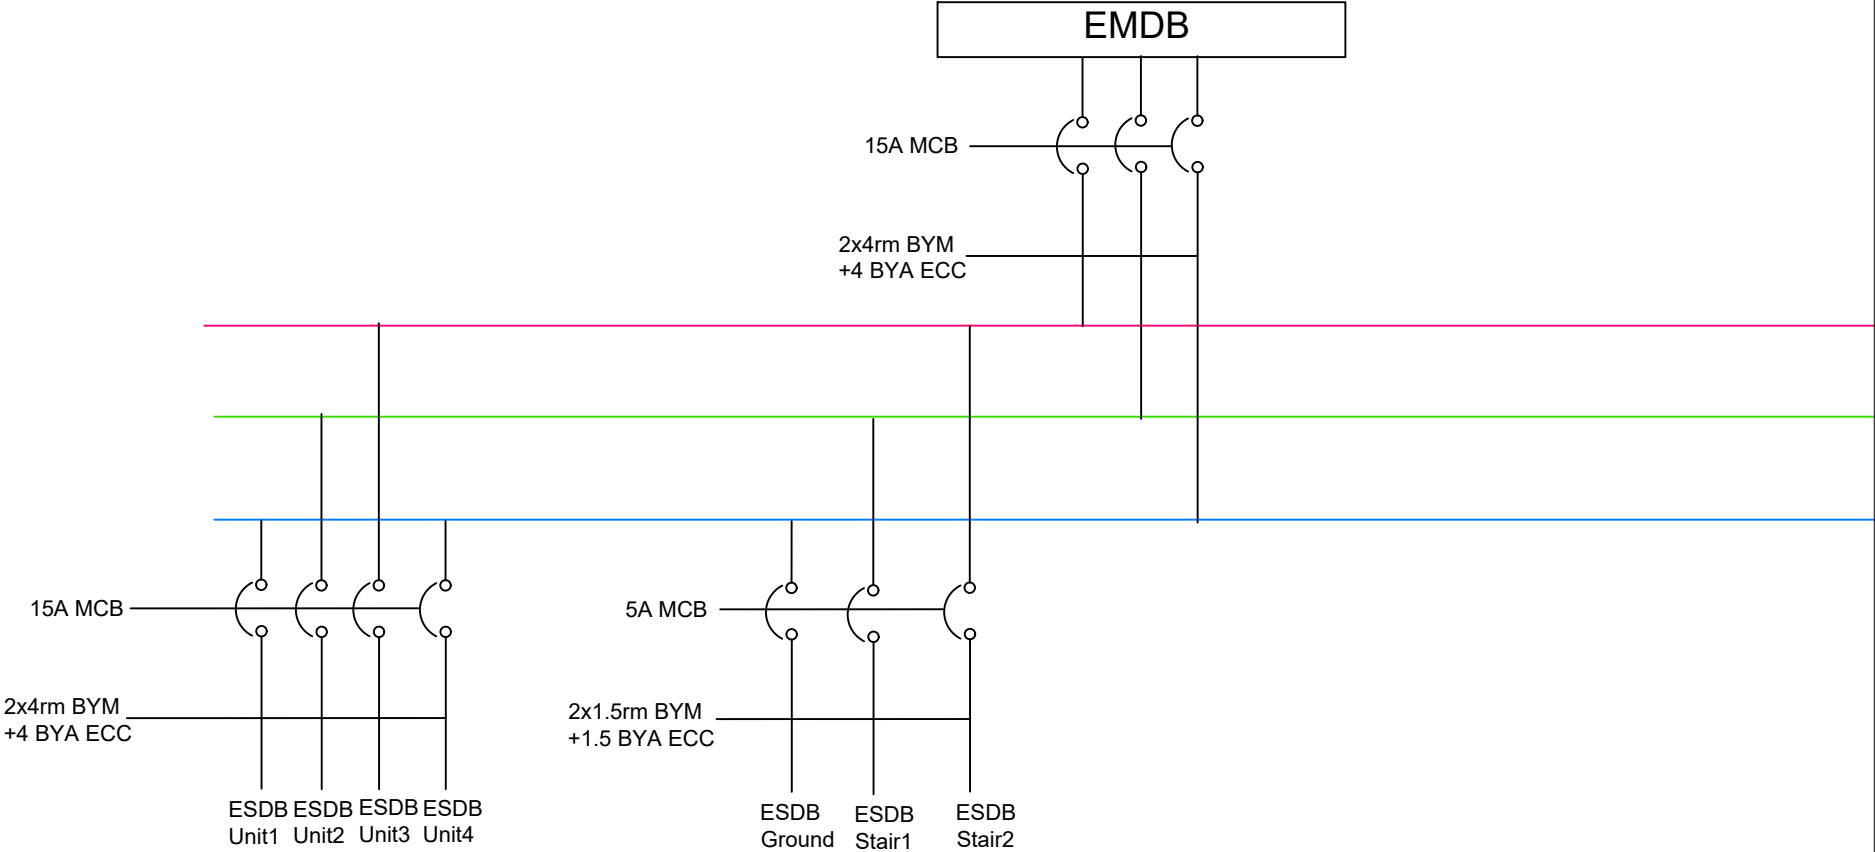 EMDB
15A MCB
2x4rm BYM
+4 BYA ECC
15A MCB
5A MCB
2x4rm BYM
+4 BYA ECC
2x1.5rm BYM
+1.5 BYA ECC
ESDB
Unit1
ESDB
Unit2
ESDB
Unit3
ESDB
Unit4
ESDB
Ground
ESDB
Stair1
ESDB
Stair2